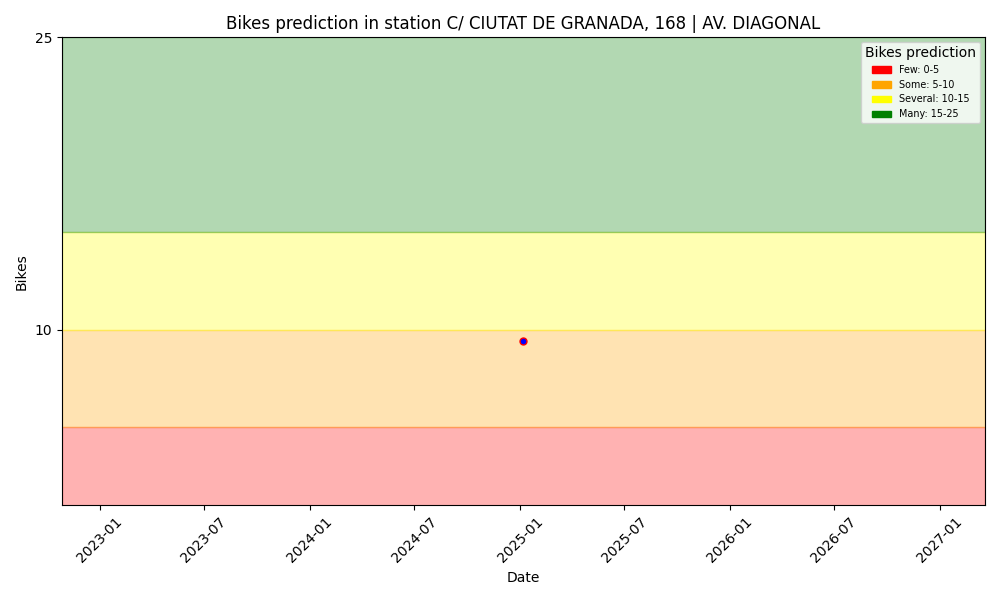 Bikes prediction in station C/ CIUTAT DE GRANADA, 168 | AV. DIAGONAL
25
10
Bikes
Bikes prediction
Few: 0-5
Some: 5-10
Several: 10-15
Many: 15-25
2023-01
2023-07
2024-01
2024-07
2025-01
2025-07
2026-01
2026-07
2027-01
Date